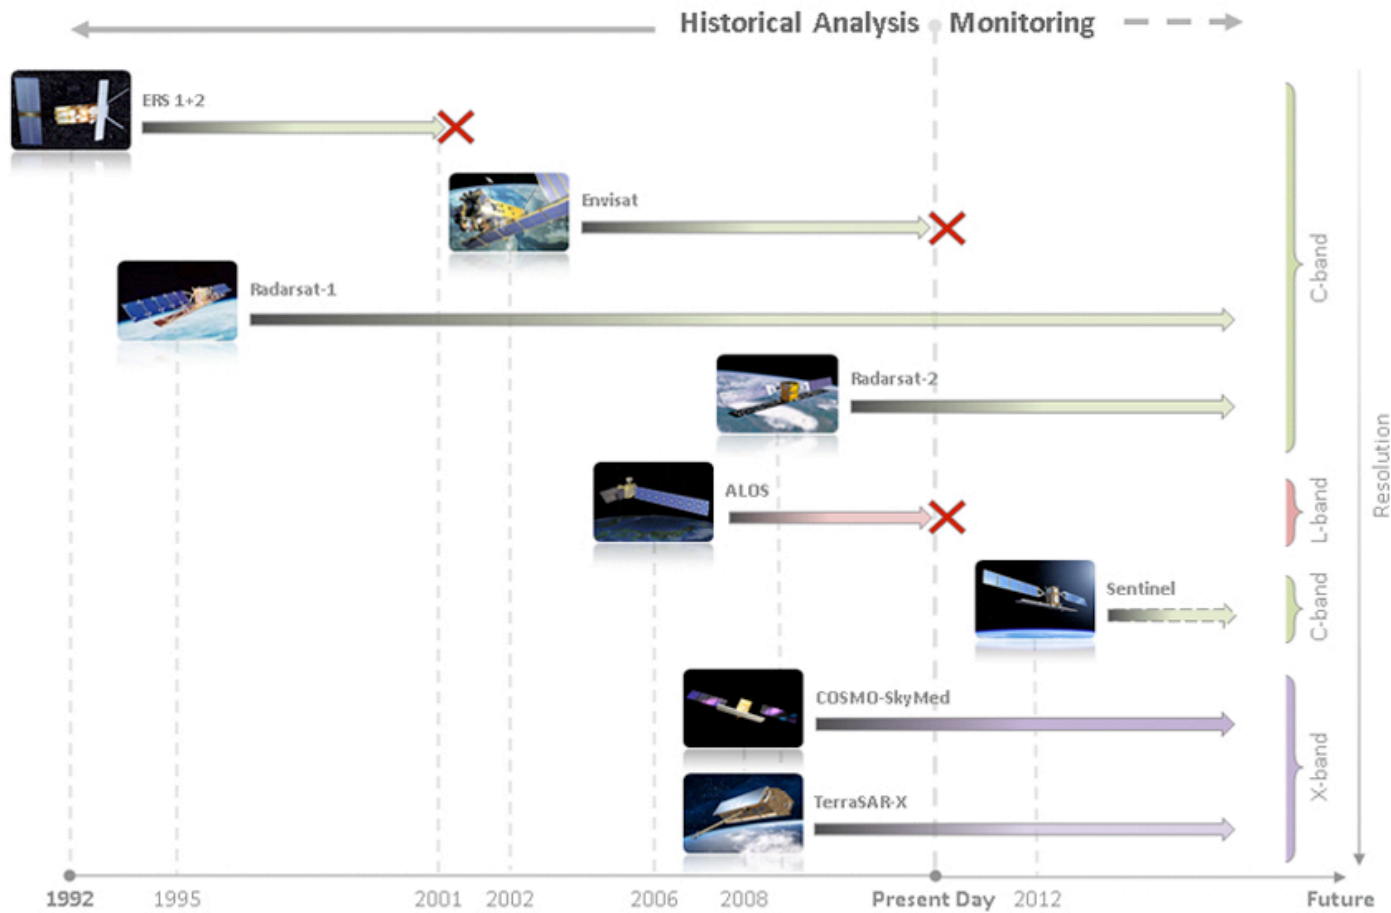 Historical Analysis
Monitoring
ERS 1+2
Envisat
Radarsat-1
Radarsat-2
ALOS
Sentinel
COSMO-SkyMed
TerraSAR-X
C-band
L-band
C-band
X-band
Resolution
1992
1995
2001
2002
2006
2008
Present Day
2012
Future